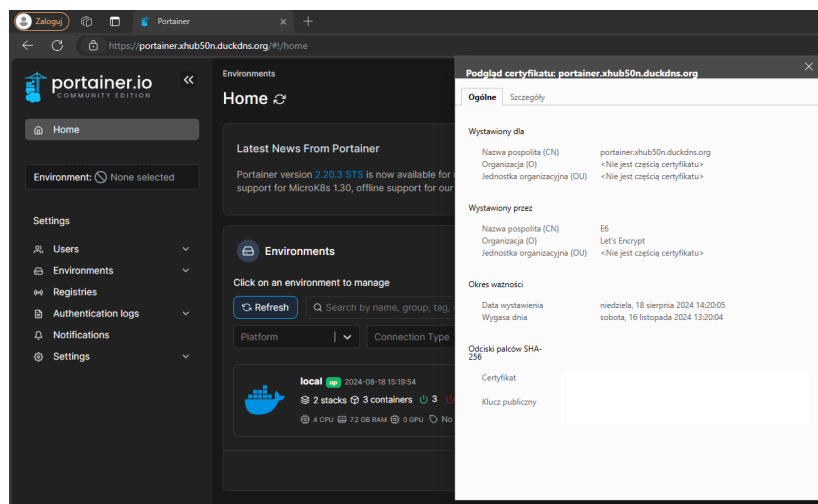 Zaloguj
Portainer
https://portainer.xhub50n.duckdns.org/#!/home
portainer.io
COMMUNITY EDITION
Home
Environment: None selected
Settings
Users
Environments
Registries
Authentication logs
Notifications
Settings
Environments
Home
Latest News From Portainer
Portainer version 2.20.3 STS is now available for
support for MicroK8s 1.30, offline support for our
Environments
Click on an environment to manage
Refresh
Search by name, group, tag,
Platform
Connection Type
local up 2024-08-18 15:19:54
2 stacks 3 containers 3
4 CPU 7.2 GB RAM 0 GPU No
Podgląd certyfikatu: portainer.xhub50n.duckdns.org
Ogólne Szczegóły
Wystawiony dla
Nazwa pospolita (CN) portainer.xhub50n.duckdns.org
Organizacja (O) <Nie jest częścią certyfikatu>
Jednostka organizacyjna (OU) <Nie jest częścią certyfikatu>
Wystawiony przez
Nazwa pospolita (CN) E6
Organizacja (O) Let's Encrypt
Jednostka organizacyjna (OU) <Nie jest częścią certyfikatu>
Okres ważności
Data wystawienia niedziela, 18 sierpnia 2024 14:20:05
Wygasa dnia sobota, 16 listopada 2024 13:20:04
Odciski palców SHA-
256
Certyfikat
Klucz publiczny